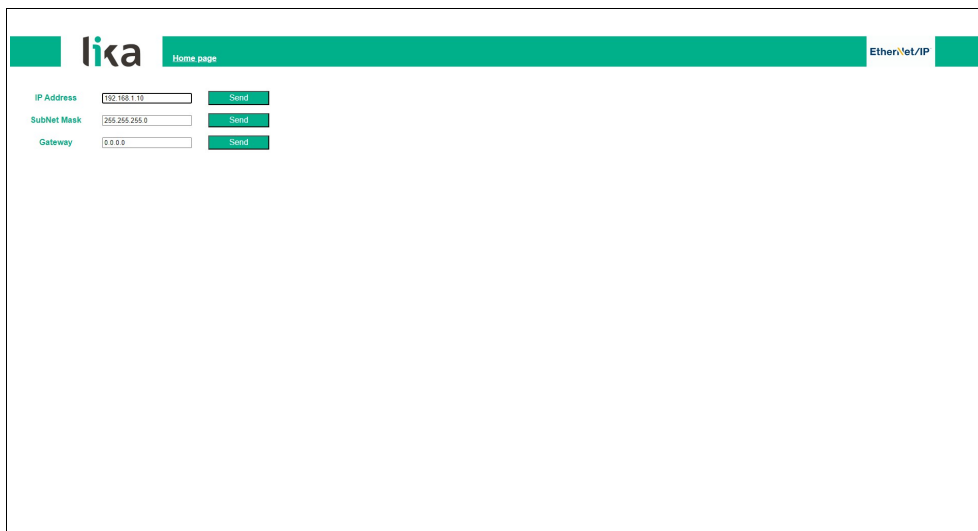 lika
Home page
EtherNet/IP
IP Address 192.168.1.10 Send
SubNet Mask 255.255.255.0 Send
Gateway 0.0.0.0 Send